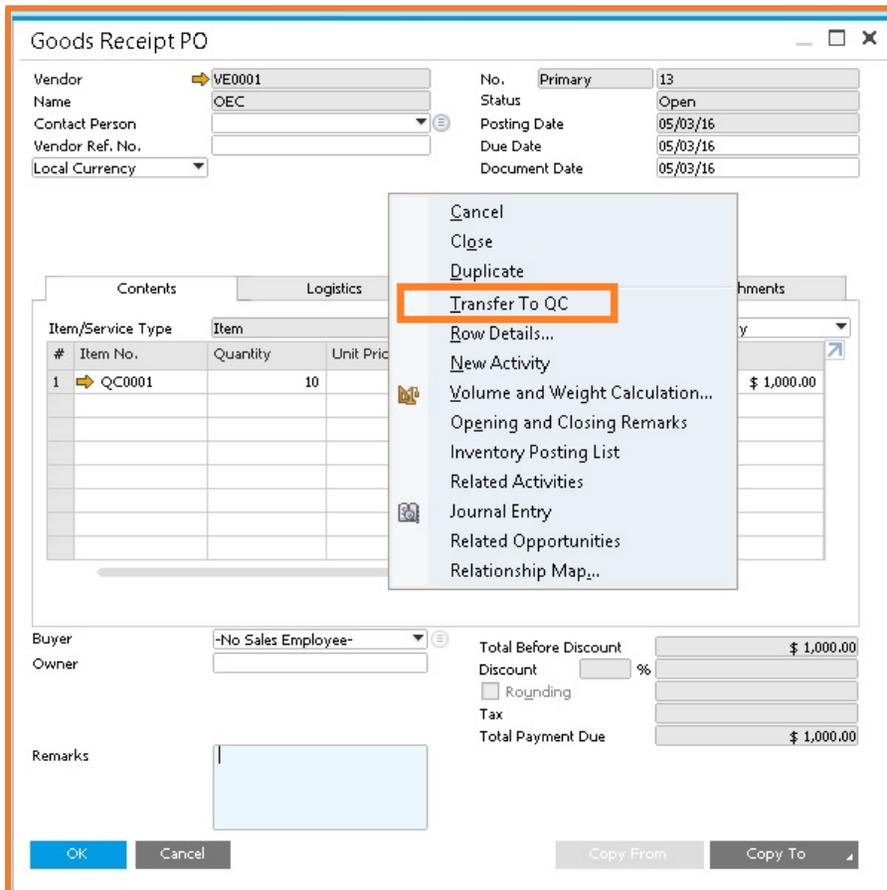 Goods Receipt PO
Vendor VE0001 No. Primary 13
Name OEC Status Open
Contact Person Posting Date 05/03/16
Vendor Ref. No. Due Date 05/03/16
Local Currency Document Date 05/03/16
Cancel
Close
Duplicate
Contents Logistics hments
Transfer To QC
Item/Service Type Item y
Row Details...
# Item No. Quantity Unit Pric
New Activity
1 QC0001 10 $ 1,000.00
Volume and Weight Calculation...
Opening and Closing Remarks
Inventory Posting List
Related Activities
Journal Entry
Related Opportunities
Relationship Map...
Buyer -No Sales Employee- Total Before Discount $ 1,000.00
Owner Discount %
Rounding
Tax
Total Payment Due $ 1,000.00
Remarks
OK Cancel Copy From Copy To